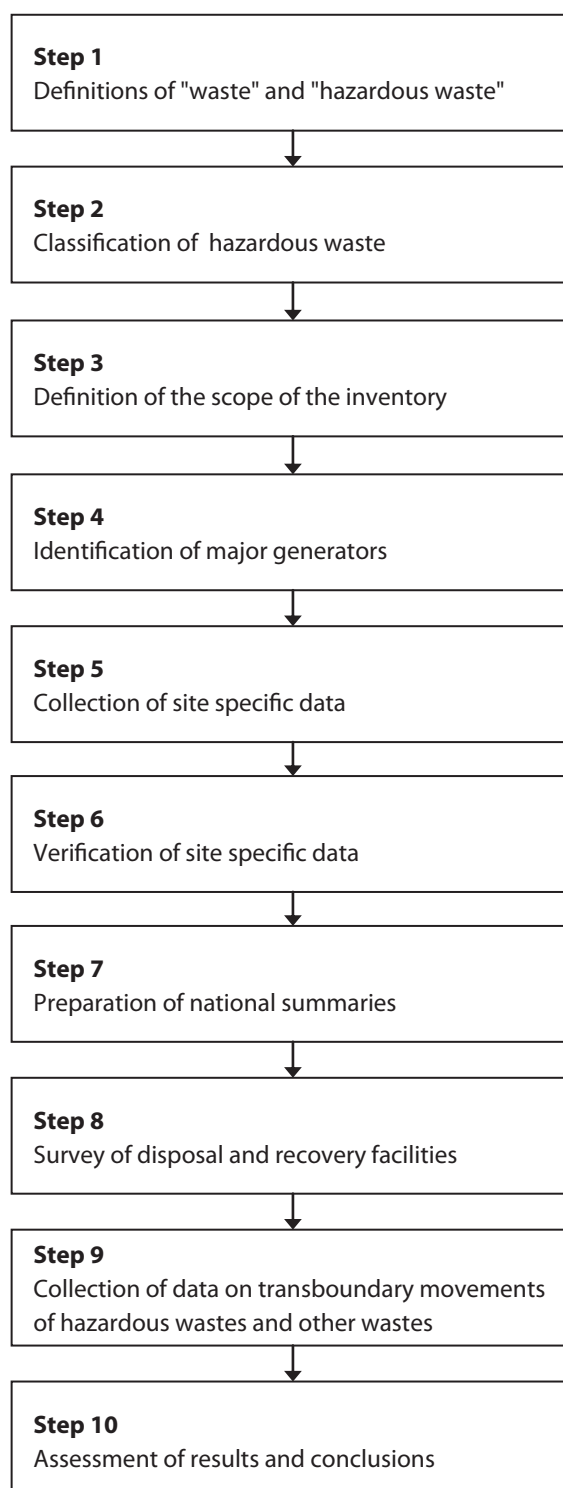 Step 1
Definitions of "waste" and "hazardous waste"
Step 2
Classification of hazardous waste
Step 3
Definition of the scope of the inventory
Step 4
Identification of major generators
Step 5
Collection of site specific data
Step 6
Verification of site specific data
Step 7
Preparation of national summaries
Step 8
Survey of disposal and recovery facilities
Step 9
Collection of data on transboundary movements
of hazardous wastes and other wastes
Step 10
Assessment of results and conclusions